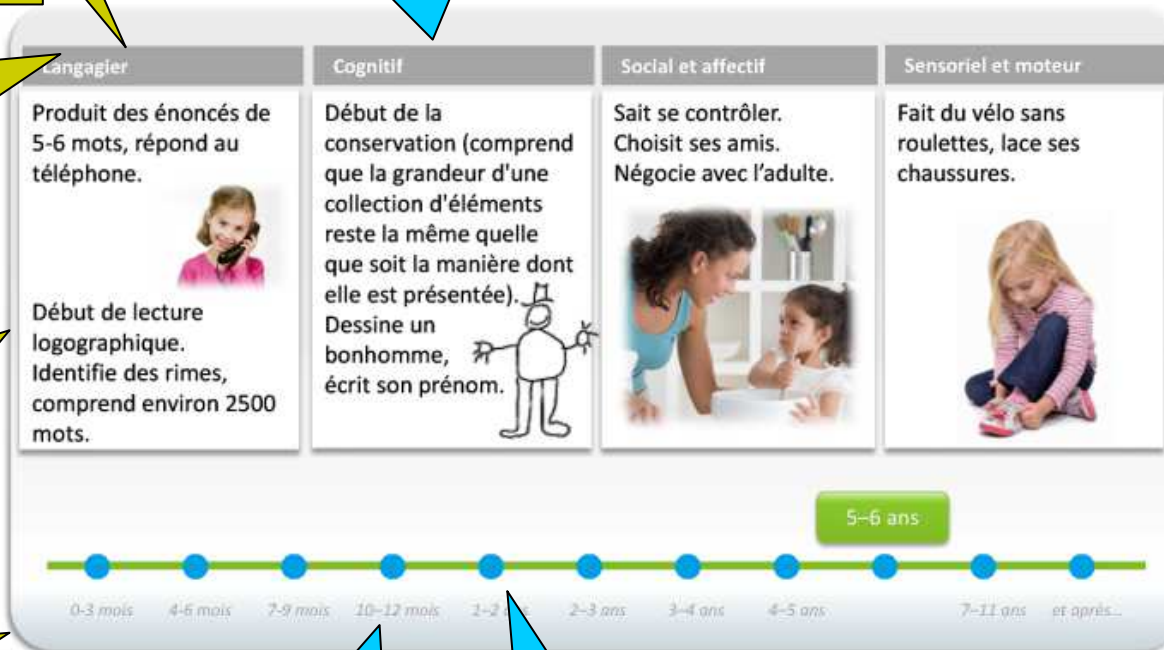 Langagier
Produit des énoncés de
5-6 mots, répond au
téléphone.
Début de lecture
logographique.
Identifie des rimes,
comprend environ 2500
mots.
Cognitif
Début de la
conservation (comprend
que la grandeur d'une
collection d'éléments
reste la même quelle
que soit la manière dont
elle est présentée).
Dessine un
bonhomme,
écrit son prénom.
Social et affectif
Sait se contrôler.
Choisit ses amis.
Négocie avec l’adulte.
Sensoriel et moteur
Fait du vélo sans
roulettes, lace ses
chaussures.
5–6 ans
0-3 mois 4-6 mois 7-9 mois 10–12 mois 1–2 ans 2–3 ans 3–4 ans 4–5 ans 7–11 ans et après...